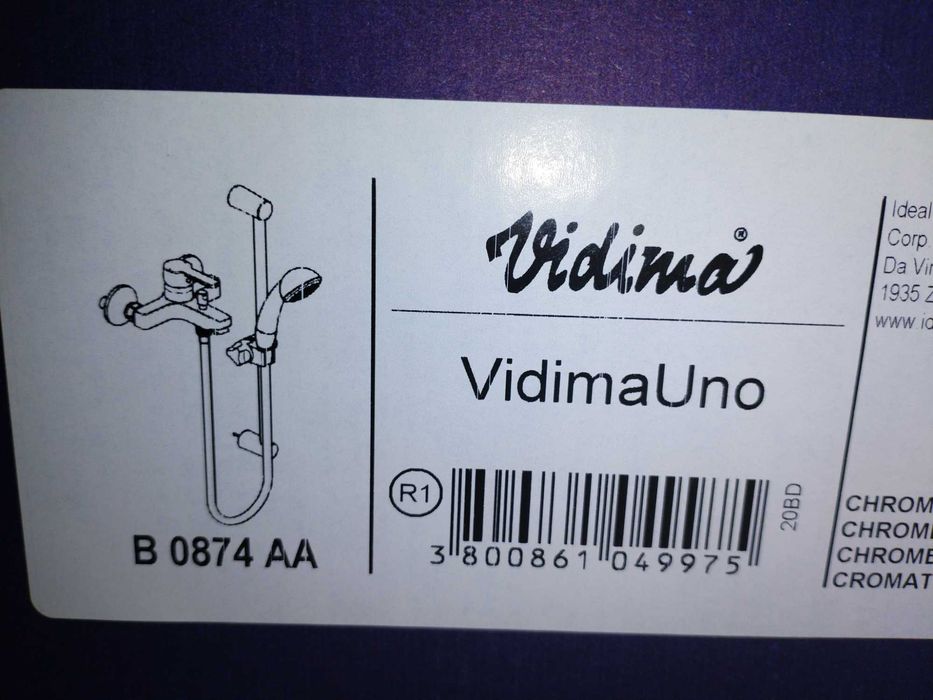 Vidima®
VidimaUno
R1
3 800861 049975
20BD
B 0874 AA
Ideal
Corp.
Da Vin
1935 Z
www.id
CHROM
CHROM
CHROME
CROMAT